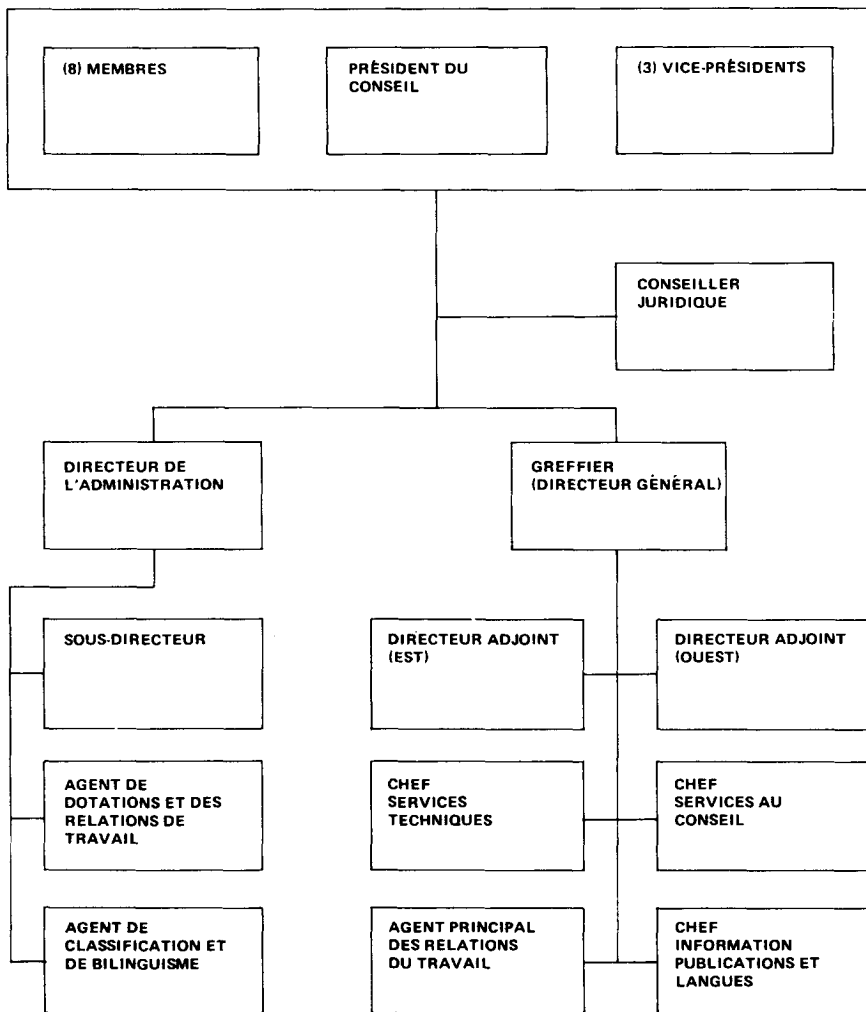 (8) MEMBRES
PRÉSIDENT DU
CONSEIL
(3) VICE-PRÉSIDENTS
CONSEILLER
JURIDIQUE
DIRECTEUR DE
L'ADMINISTRATION
GREFFIER
(DIRECTEUR GÉNÉRAL)
SOUS-DIRECTEUR
DIRECTEUR ADJOINT
(EST)
DIRECTEUR ADJOINT
(OUEST)
AGENT DE
DOTATIONS ET DES
RELATIONS DE
TRAVAIL
CHEF
SERVICES
TECHNIQUES
CHEF
SERVICES AU
CONSEIL
AGENT DE
CLASSIFICATION ET
DE BILINGUISME
AGENT PRINCIPAL
DES RELATIONS
DU TRAVAIL
CHEF
INFORMATION
PUBLICATIONS ET
LANGUES